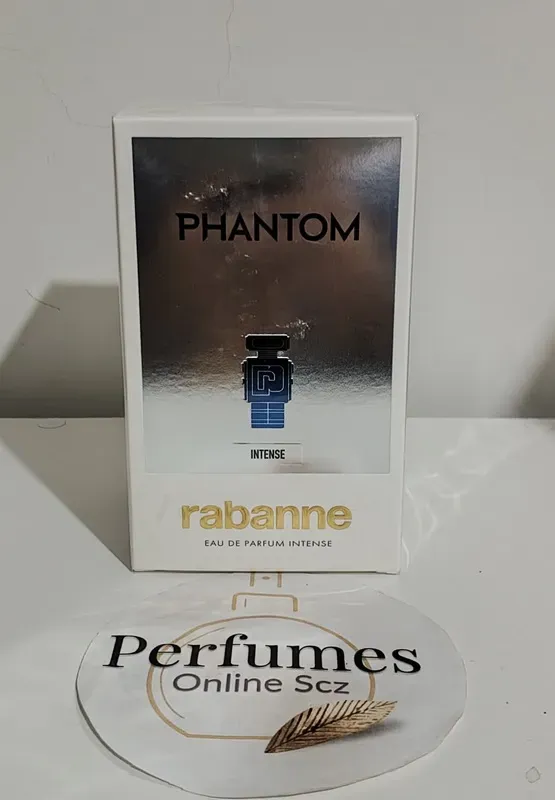 PHANTOM
INTENSE
rabanne
EAU DE PARFUM INTENSE
Perfumes
Online Scz